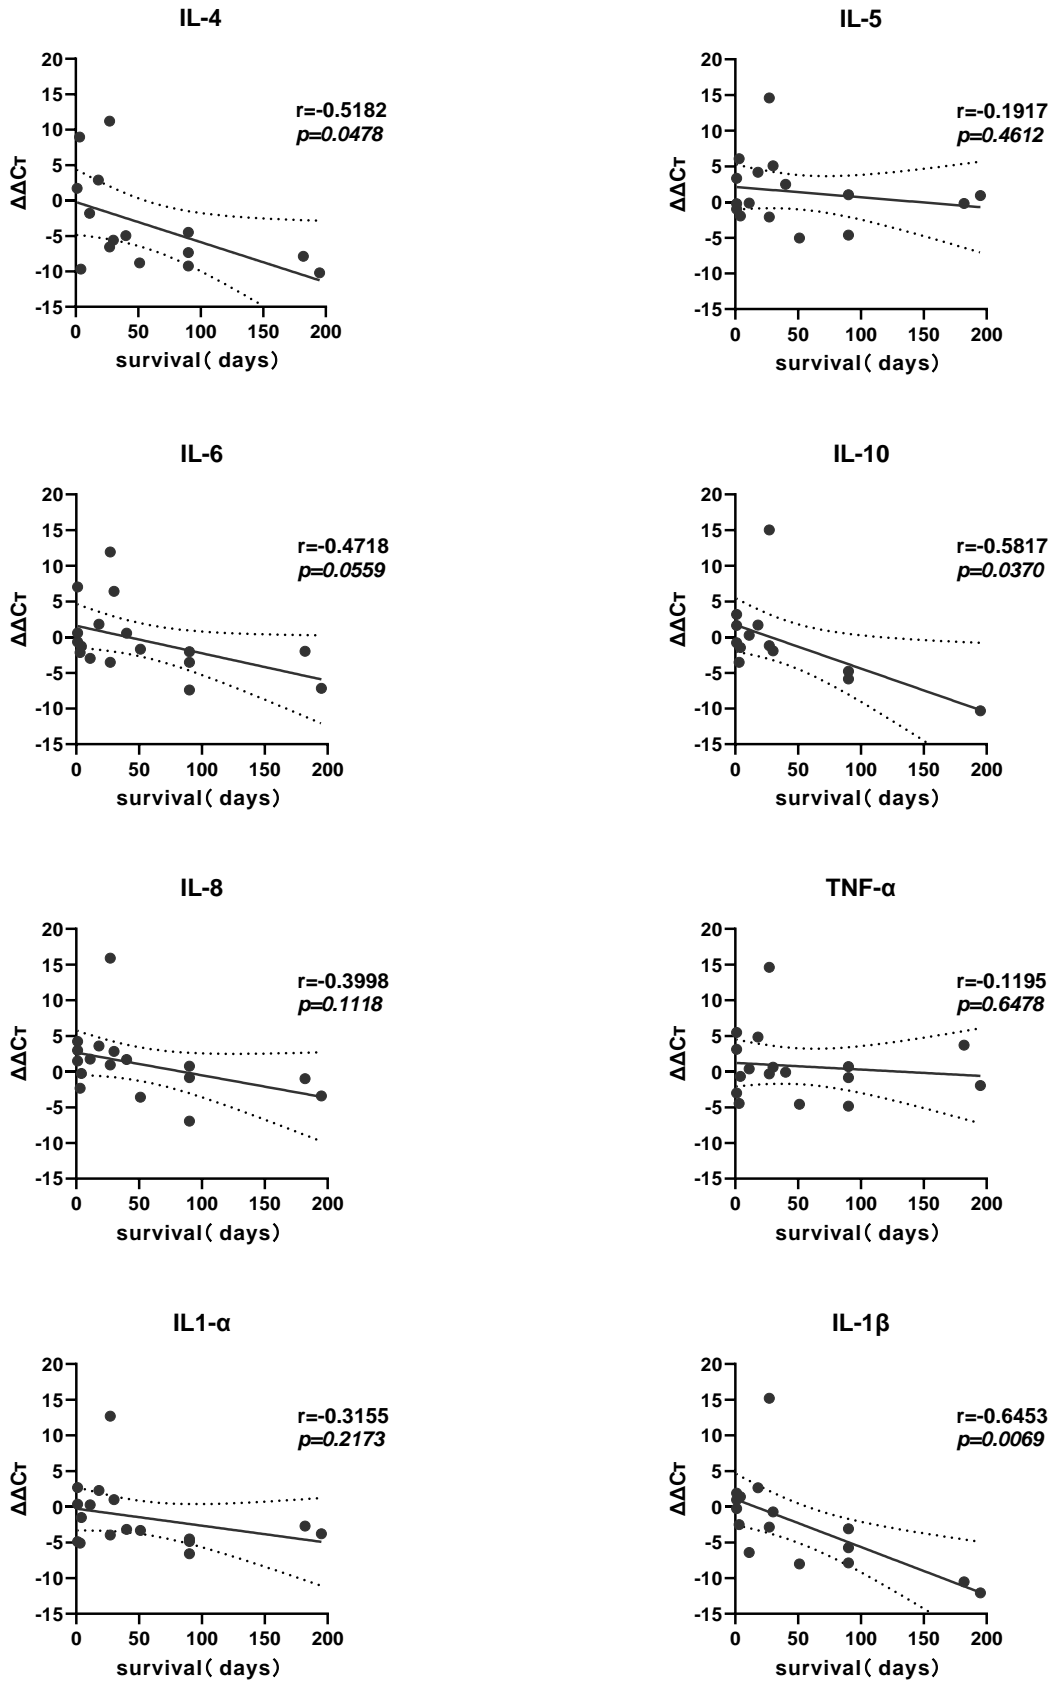 IL-4
20
15
10
5
0
-5
-10
-15
ΔΔCT
r=-0.5182
p=0.0478
0 50 100 150 200
survival( days)
IL-5
20
15
10
5
0
-5
-10
-15
ΔΔCT
r=-0.1917
p=0.4612
0 50 100 150 200
survival( days)
IL-6
20
15
10
5
0
-5
-10
-15
ΔΔCT
r=-0.4718
p=0.0559
0 50 100 150 200
survival( days)
IL-10
20
15
10
5
0
-5
-10
-15
ΔΔCT
r=-0.5817
p=0.0370
0 50 100 150 200
survival( days)
IL-8
20
15
10
5
0
-5
-10
-15
ΔΔCT
r=-0.3998
p=0.1118
0 50 100 150 200
survival( days)
TNF-α
20
15
10
5
0
-5
-10
-15
ΔΔCT
r=-0.1195
p=0.6478
0 50 100 150 200
survival( days)
IL1-α
20
15
10
5
0
-5
-10
-15
ΔΔCT
r=-0.3155
p=0.2173
0 50 100 150 200
survival( days)
IL-1β
20
15
10
5
0
-5
-10
-15
ΔΔCT
r=-0.6453
p=0.0069
0 50 100 150 200
survival( days)